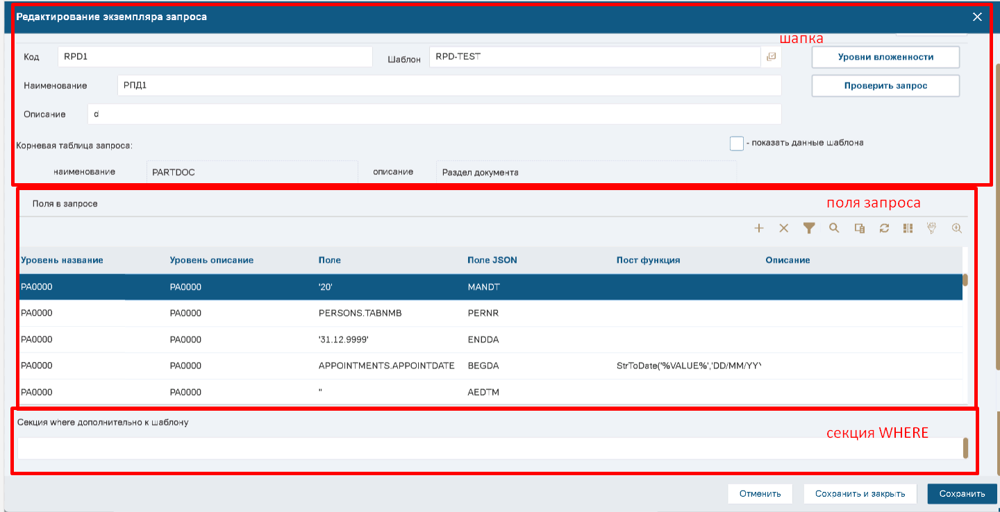 Редактирование экземпляра запроса
шапка
Код RPD1 Шаблон RPD-TEST Уровни вложенности
Наименование РПД1 Проверить запрос
Описание d
Корневая таблица запроса: - показать данные шаблона
наименование PARTDOC описание Раздел документа
Поля в запросе поля запроса
Уровень название Уровень описание Поле Поле JSON Пост функция Описание
PA0000 PA0000 '20' MANDT
PA0000 PA0000 PERSONS.TABNMB PERNR
PA0000 PA0000 '31.12.9999' ENDDA
PA0000 PA0000 APPOINTMENTS.APPOINTDATE BEGDA StrToDate('%VALUE%','DD/MM/YY
PA0000 PA0000 '' AEDTM
Секция where дополнительно к шаблону
секция WHERE
Отменить Сохранить и закрыть Сохранить